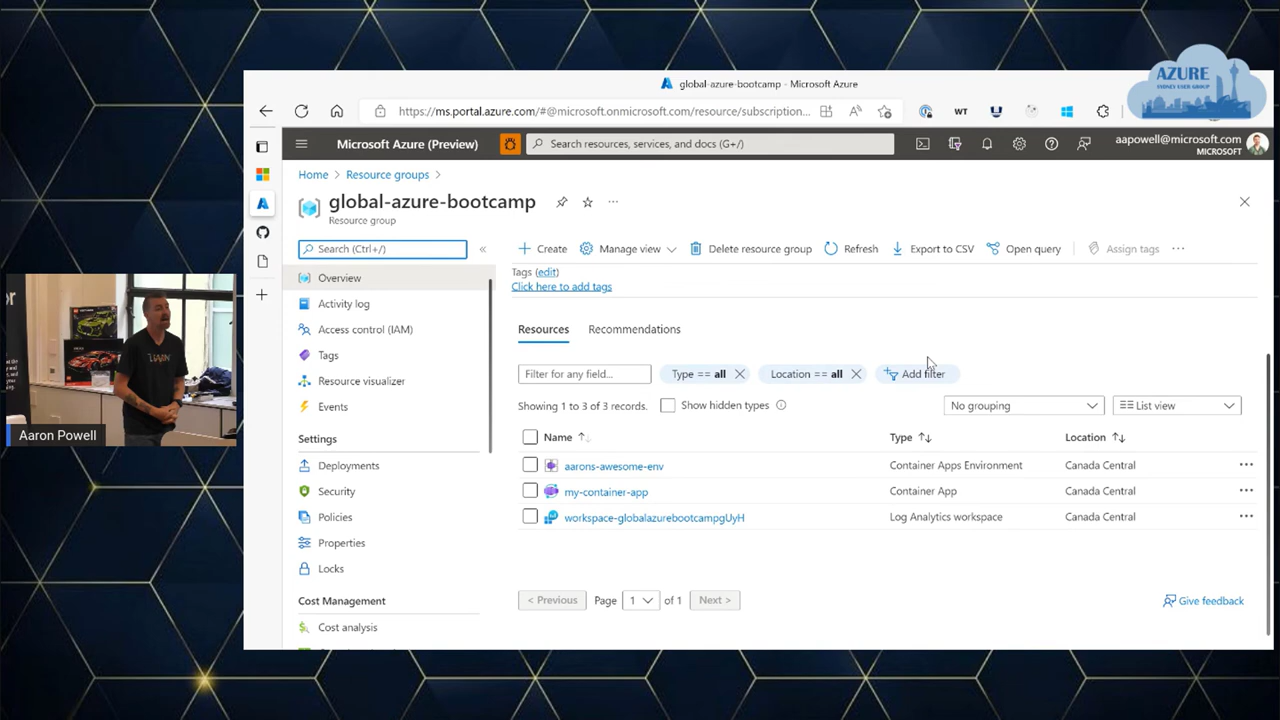 AZURE
SYDNEY USER GROUP
global-azure-bootcamp - Microsoft Azure
https://ms.portal.azure.com/#@microsoft.onmicrosoft.com/resource/subscription...
WT
Microsoft Azure (Preview)
Search resources, services, and docs (G+/)
aapowell@microsoft.com
MICROSOFT
Home > Resource groups >
global-azure-bootcamp
Resource group
Search (Ctrl+/)
Create
Manage view
Delete resource group
Refresh
Export to CSV
Open query
Assign tags
Overview
Activity log
Access control (IAM)
Tags
Resource visualizer
Events
Settings
Deployments
Security
Policies
Properties
Locks
Cost Management
Cost analysis
Tags (edit)
Click here to add tags
Resources Recommendations
Filter for any field...
Type == all
Location == all
Add filter
Showing 1 to 3 of 3 records.
Show hidden types
No grouping
List view
Name Type Location
aarons-awesome-env Container Apps Environment Canada Central
my-container-app Container App Canada Central
workspace-globalazurebootcampgUyH Log Analytics workspace Canada Central
< Previous Page 1 of 1 Next >
Give feedback
Aaron Powell